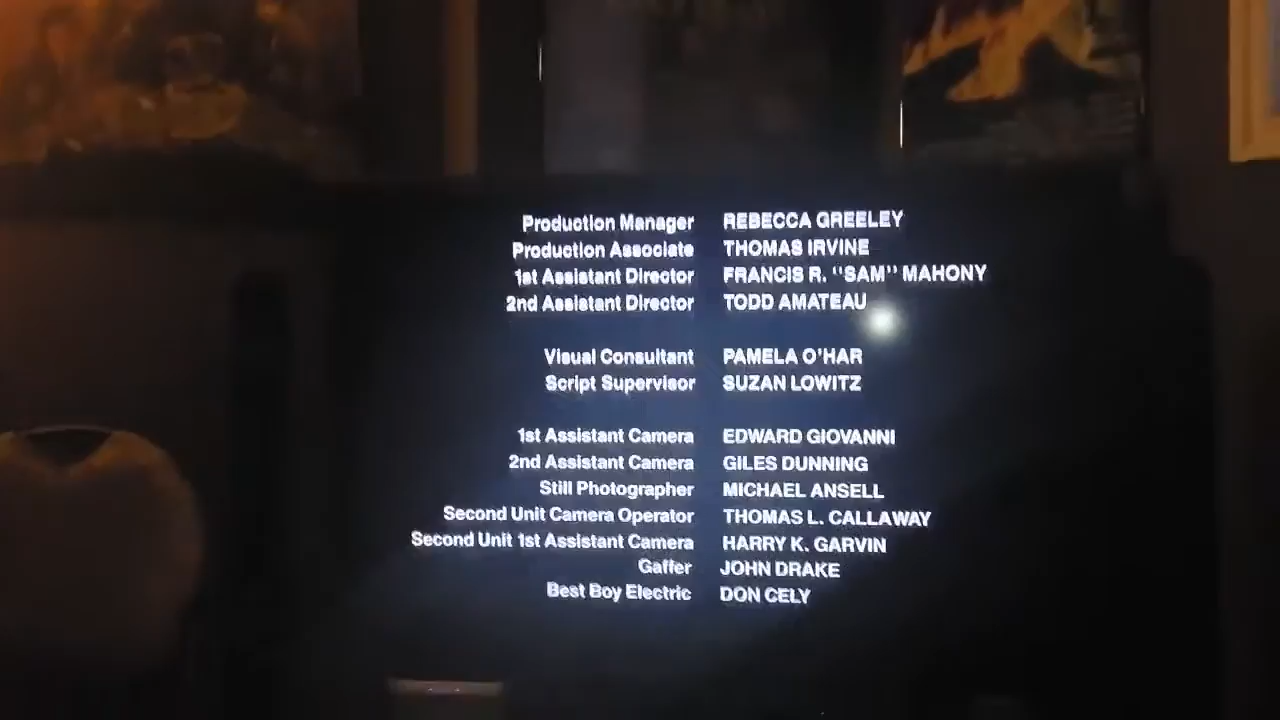 Production Manager REBECCA GREELEY
Production Associate THOMAS IRVINE
1st Assistant Director FRANCIS R. "SAM" MAHONY
2nd Assistant Director TODD AMATEAU
Visual Consultant PAMELA O'HAR
Script Supervisor SUZAN LOWITZ
1st Assistant Camera EDWARD GIOVANNI
2nd Assistant Camera GILES DUNNING
Still Photographer MICHAEL ANSELL
Second Unit Camera Operator THOMAS L. CALLAWAY
Second Unit 1st Assistant Camera HARRY K. GARVIN
Gaffer JOHN DRAKE
Best Boy Electric DON CELY